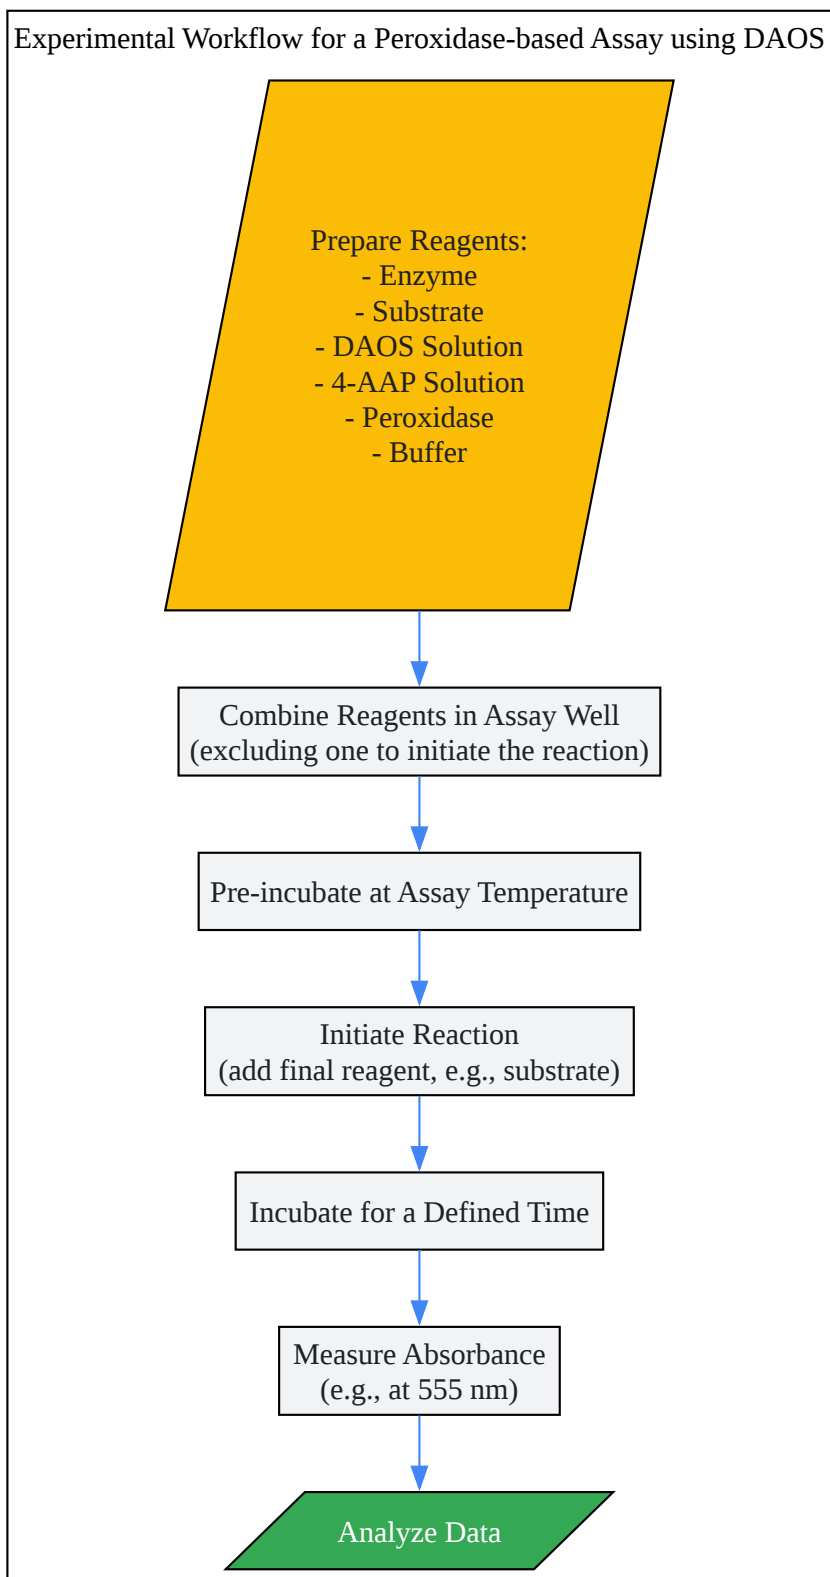 Experimental Workflow for a Peroxidase-based Assay using DAOS
Prepare Reagents:
- Enzyme
- Substrate
- DAOS Solution
- 4-AAP Solution
- Peroxidase
- Buffer
Combine Reagents in Assay Well
(excluding one to initiate the reaction)
Pre-incubate at Assay Temperature
Initiate Reaction
(add final reagent, e.g., substrate)
Incubate for a Defined Time
Measure Absorbance
(e.g., at 555 nm)
Analyze Data